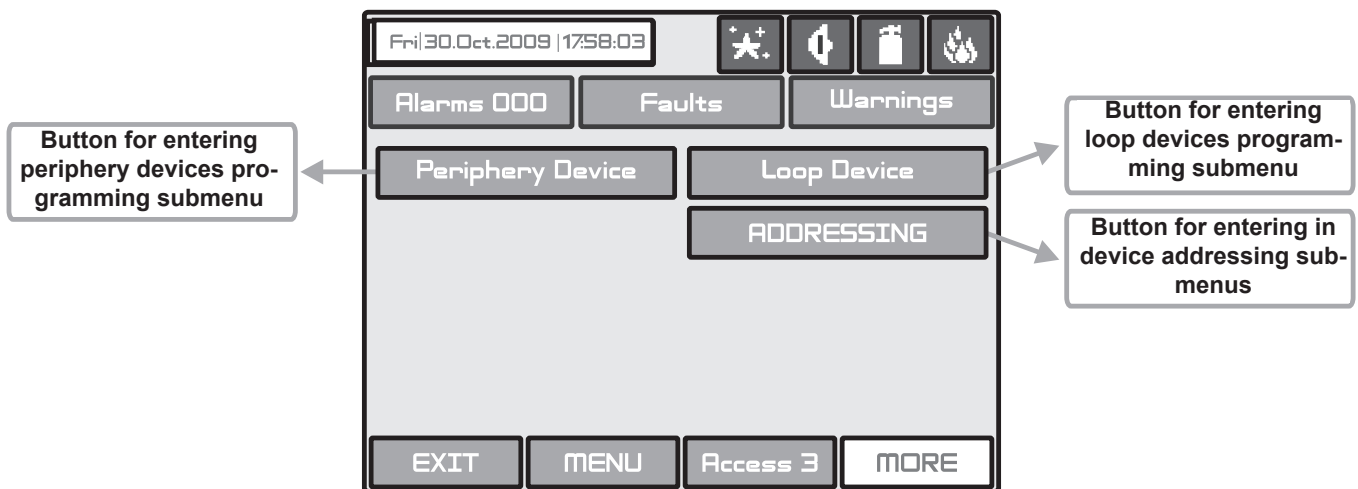 Fri|30.Oct.2009 |17:58:03
Alarms 000
Faults
Warnings
Button for entering
periphery devices pro-
gramming submenu
Periphery Device
Loop Device
Button for entering
loop devices program-
ming submenu
ADDRESSING
Button for entering in
device addressing sub-
menus
EXIT
MENU
Access 3
MORE